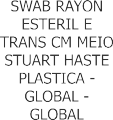 SWAB RAYON
ESTERIL E
TRANS CM MEIO
STUART HASTE
PLASTICA -
GLOBAL -
GLOBAL